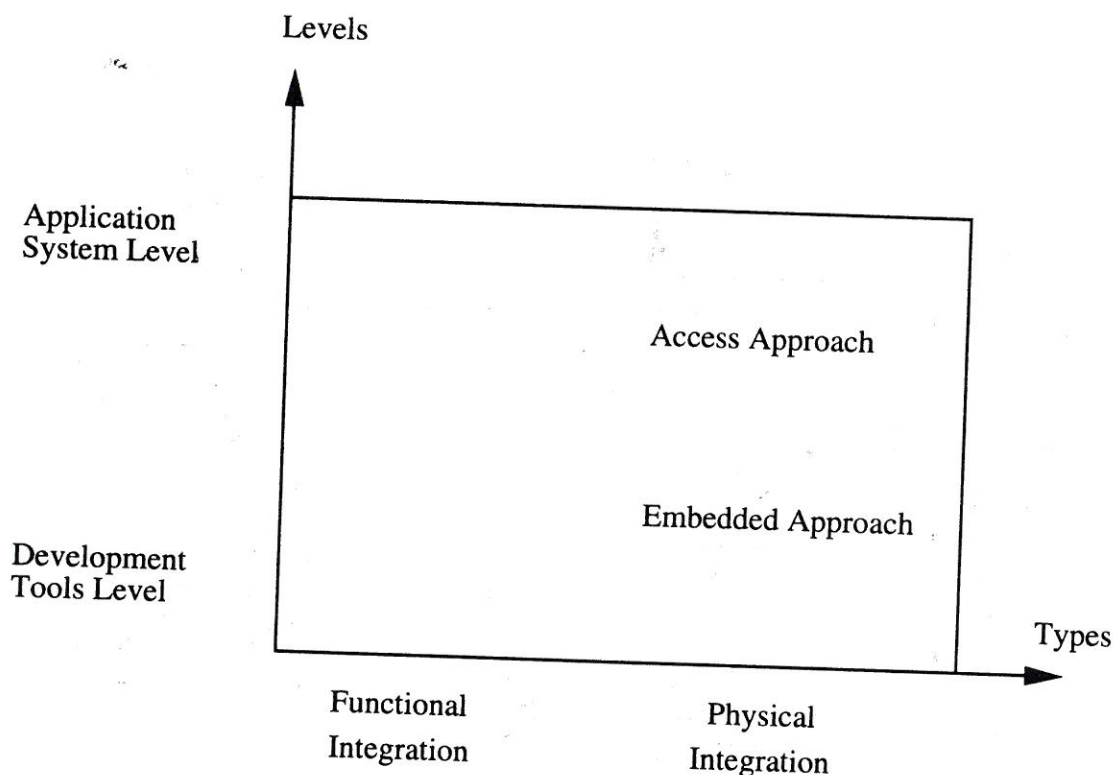 Levels
Application
System Level
Access Approach
Embedded Approach
Development
Tools Level
Types
Functional
Integration
Physical
Integration